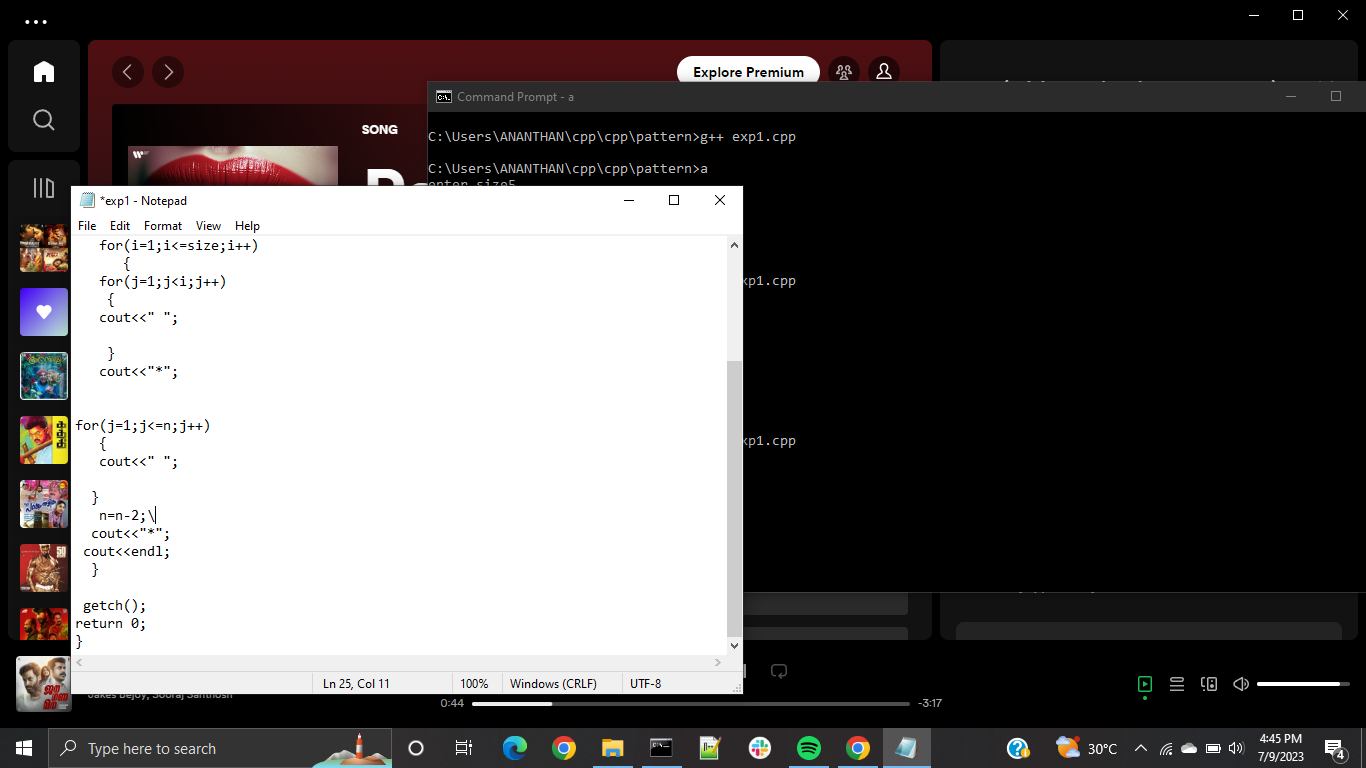 Explore Premium
SONG
Command Prompt - a
C:\Users\ANANTHAN\cpp\cpp\pattern>g++ exp1.cpp
C:\Users\ANANTHAN\cpp\cpp\pattern>a
enter size5
xp1.cpp
xp1.cpp
*exp1 - Notepad
File Edit Format View Help
for(i=1;i<=size;i++)
{
for(j=1;j<i;j++)
{
cout<<" ";
}
cout<<"*";
for(j=1;j<=n;j++)
{
cout<<" ";
}
n=n-2;\
cout<<"*";
cout<<endl;
}
getch();
return 0;
}
Ln 25, Col 11
100%
Windows (CRLF)
UTF-8
Jakes Bejoy, Sooraj Santhosh
0:44
-3:17
Type here to search
30°C
4:45 PM
7/9/2023
4